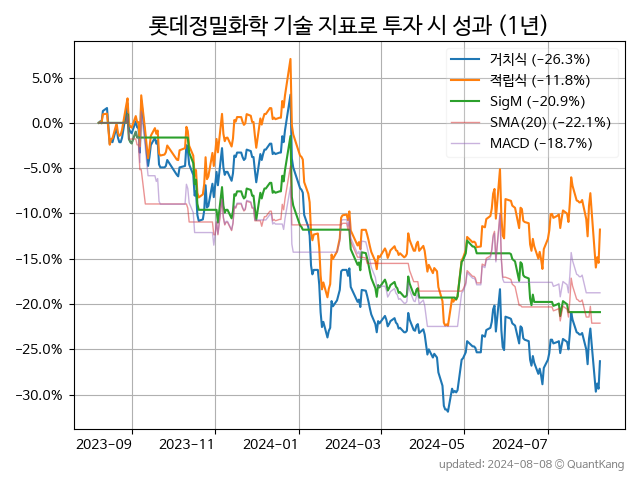 롯데정밀화학 기술 지표로 투자 시 성과 (1년)
거치식 (−26.3%)
적립식 (−11.8%)
SigM (−20.9%)
SMA(20) (−22.1%)
MACD (−18.7%)
5.0%
0.0%
−5.0%
−10.0%
−15.0%
−20.0%
−25.0%
−30.0%
2023-09 2023-11 2024-01 2024-03 2024-05 2024-07
updated: 2024-08-08 © QuantKang